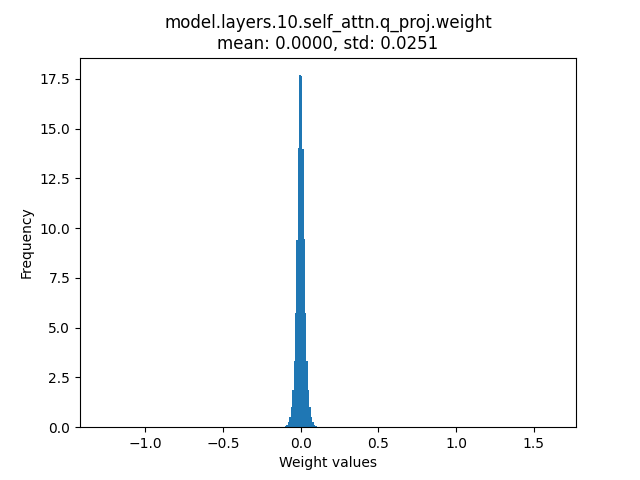 model.layers.10.self_attn.q_proj.weight
mean: 0.0000, std: 0.0251
17.5
15.0
12.5
10.0
7.5
5.0
2.5
0.0
Frequency
−1.0 −0.5 0.0 0.5 1.0 1.5
Weight values